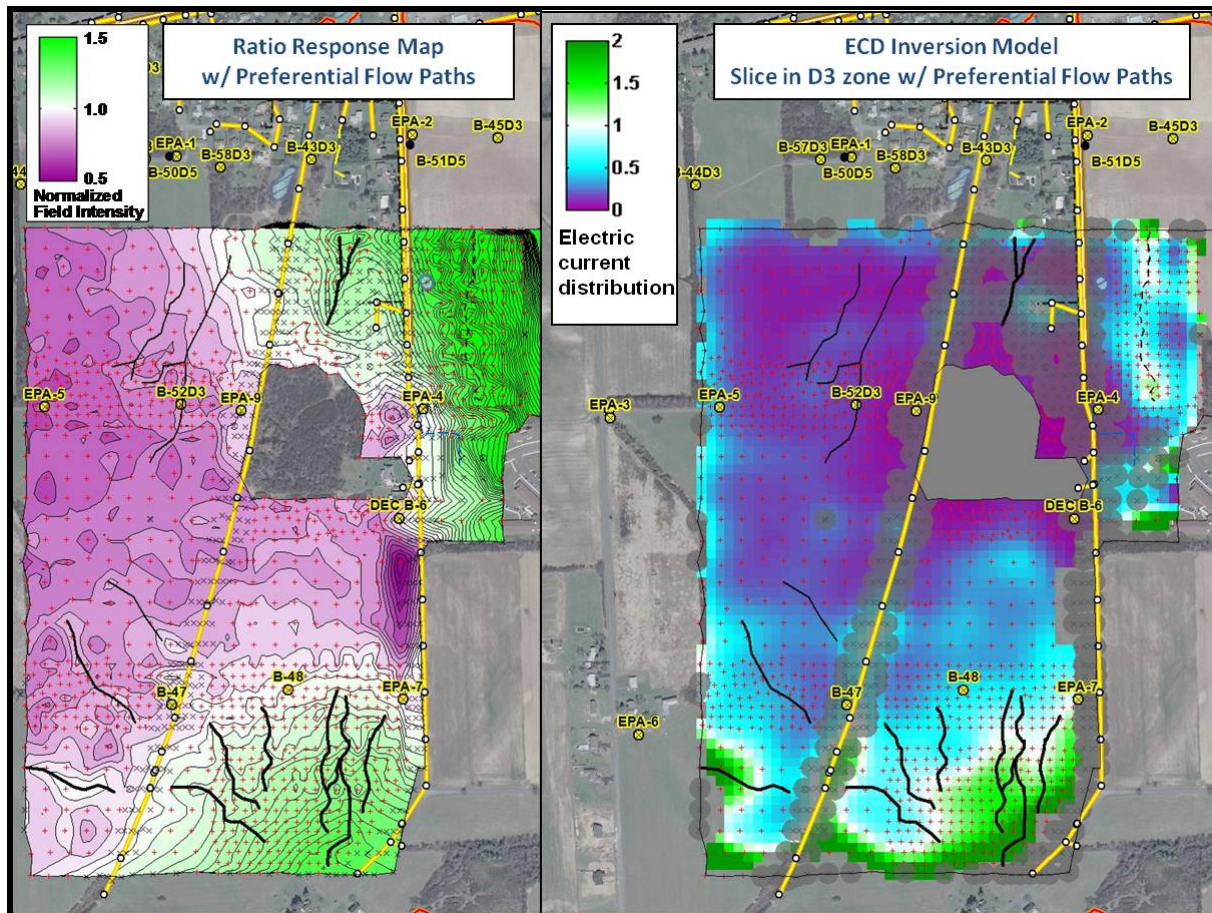 1.5
1.0
0.5
Normalized
Field Intensity
Ratio Response Map
w/ Preferential Flow Paths
D3
EPA-1
B-50D5
B-58D3
B-43D3
EPA-2
B-45D3
B-51D5
EPA-5
B-52D3
EPA-9
EPA-4
DEC B-6
B-47
B-48
EPA-7
2
1.5
1
0.5
0
Electric
current
distribution
ECD Inversion Model
Slice in D3 zone w/ Preferential Flow Paths
44D3
B-57D3
EPA-1
B-50D5
B-58D3
B-43D3
EPA-2
B-45D3
B-51D5
EPA-3
EPA-5
B-52D3
EPA-9
EPA-4
DEC B-6
EPA-6
B-47
B-48
EPA-7